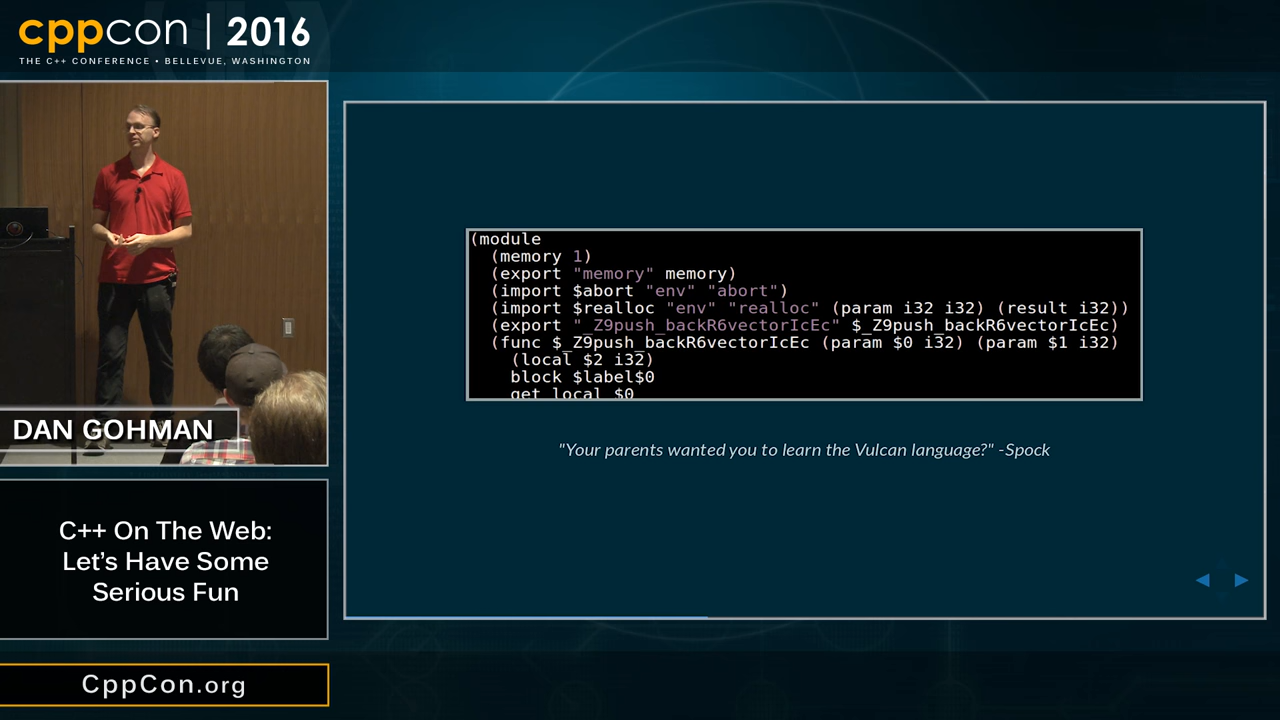 cppcon | 2016
THE C++ CONFERENCE • BELLEVUE, WASHINGTON
DAN GOHMAN
C++ On The Web:
Let’s Have Some
Serious Fun
CppCon.org
(module
  (memory 1)
  (export "memory" memory)
  (import $abort "env" "abort")
  (import $realloc "env" "realloc" (param i32 i32) (result i32))
  (export "_Z9push_backR6vectorIcEc" $_Z9push_backR6vectorIcEc)
  (func $_Z9push_backR6vectorIcEc (param $0 i32) (param $1 i32)
    (local $2 i32)
    block $label$0
    get_local $0
"Your parents wanted you to learn the Vulcan language?" -Spock